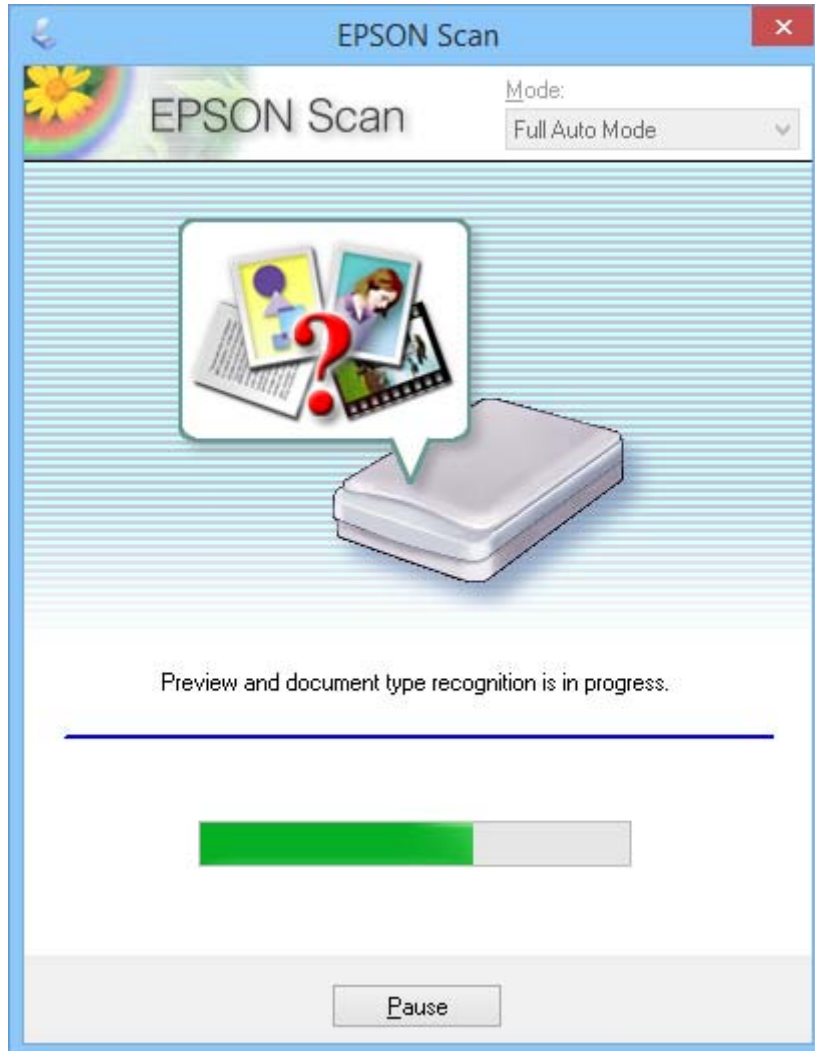 EPSON Scan
EPSON Scan
Mode:
Full Auto Mode
Preview and document type recognition is in progress.
Pause